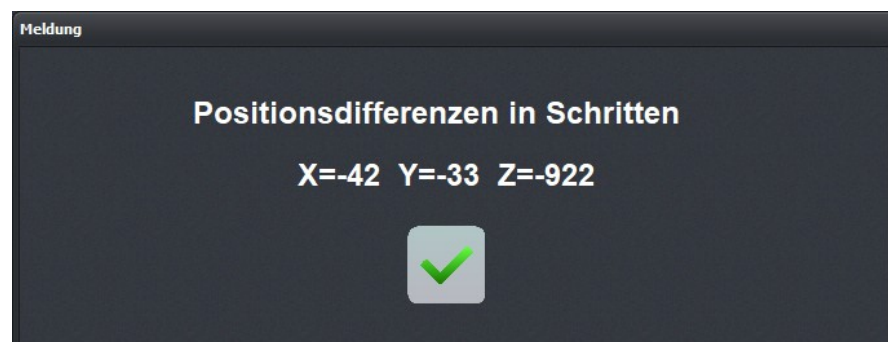 Meldung
Positionsdifferenzen in Schritten
X=-42 Y=-33 Z=-922